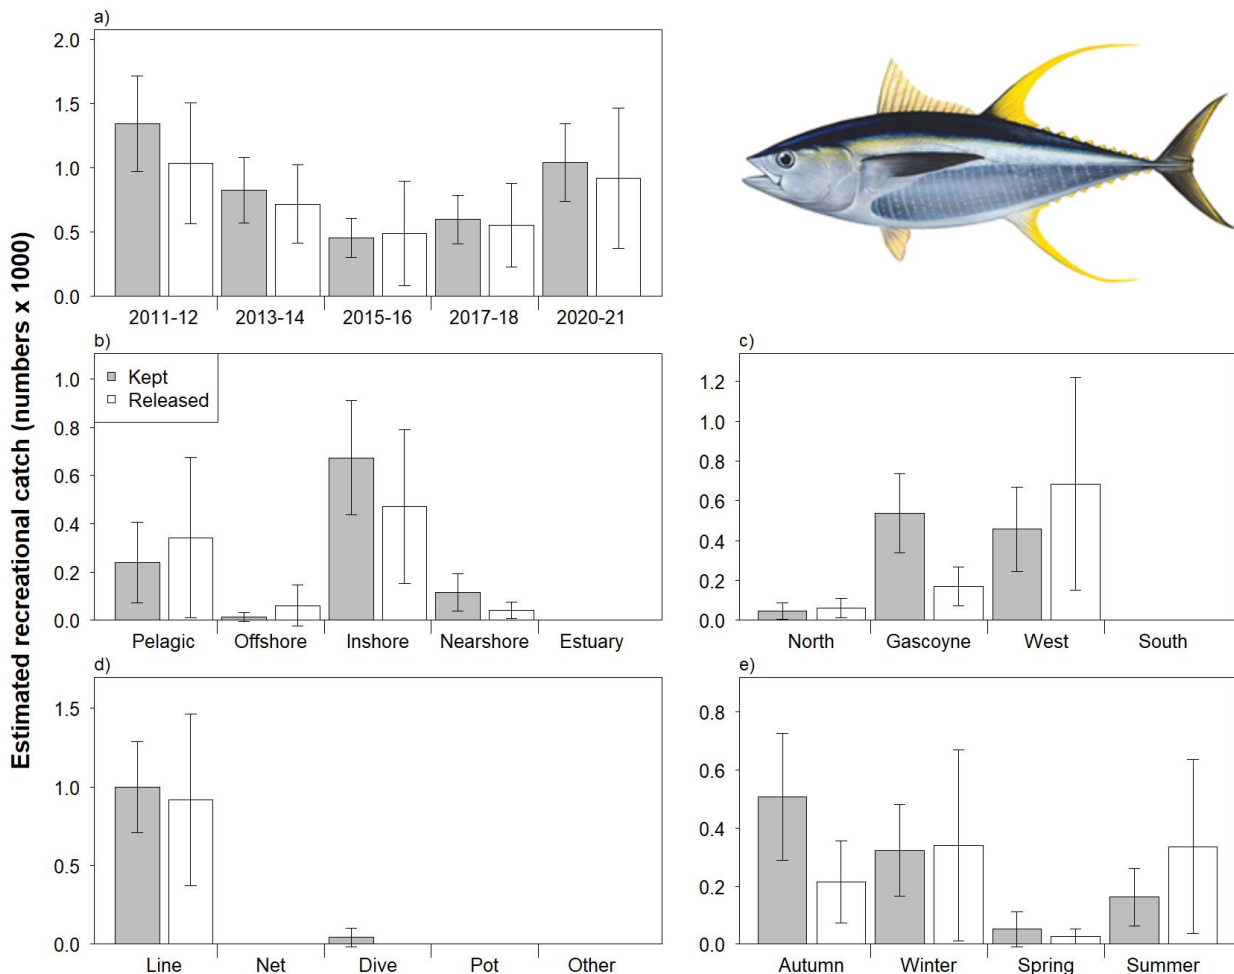 Estimated recreational catch (numbers x 1000)
a)
2.0
1.5
1.0
0.5
0.0
2011-12 2013-14 2015-16 2017-18 2020-21
b)
Kept
Released
1.0
0.8
0.6
0.4
0.2
0.0
Pelagic Offshore Inshore Nearshore Estuary
c)
1.2
1.0
0.8
0.6
0.4
0.2
0.0
North Gascoyne West South
d)
1.5
1.0
0.5
0.0
Line Net Dive Pot Other
e)
0.8
0.6
0.4
0.2
0.0
Autumn Winter Spring Summer